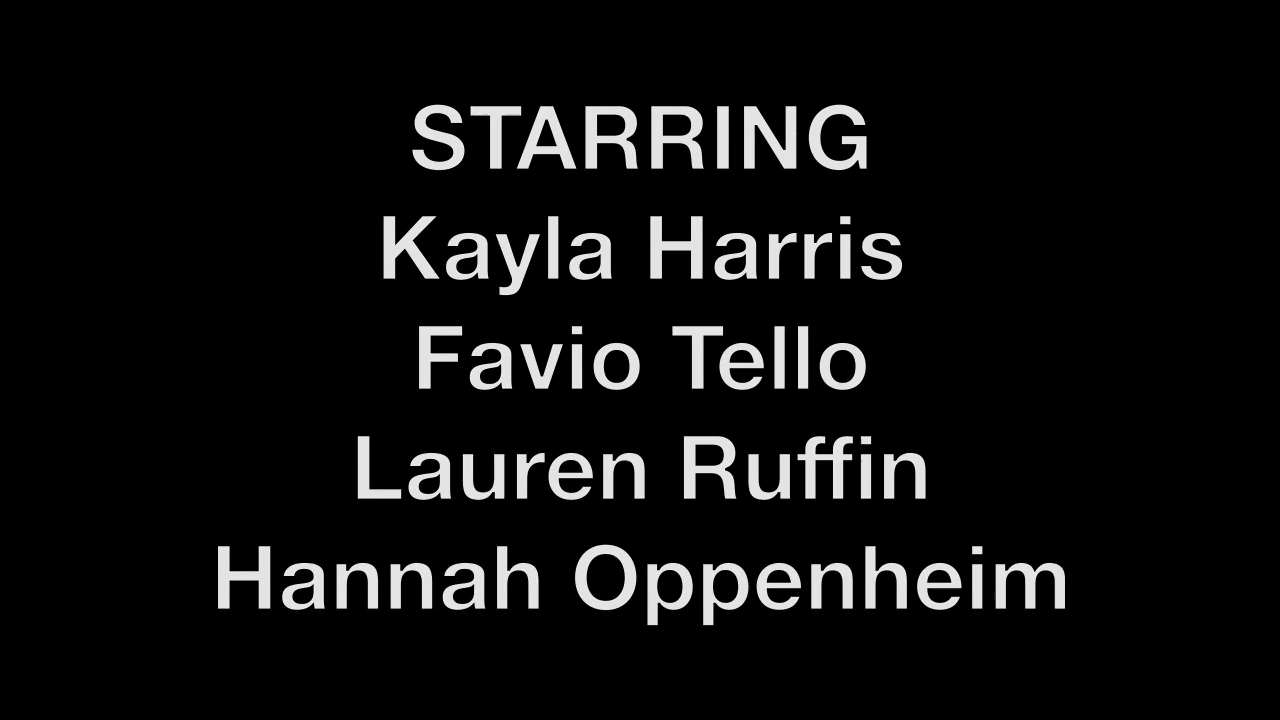 STARRING
Kayla Harris
Favio Tello
Lauren Ruffin
Hannah Oppenheim